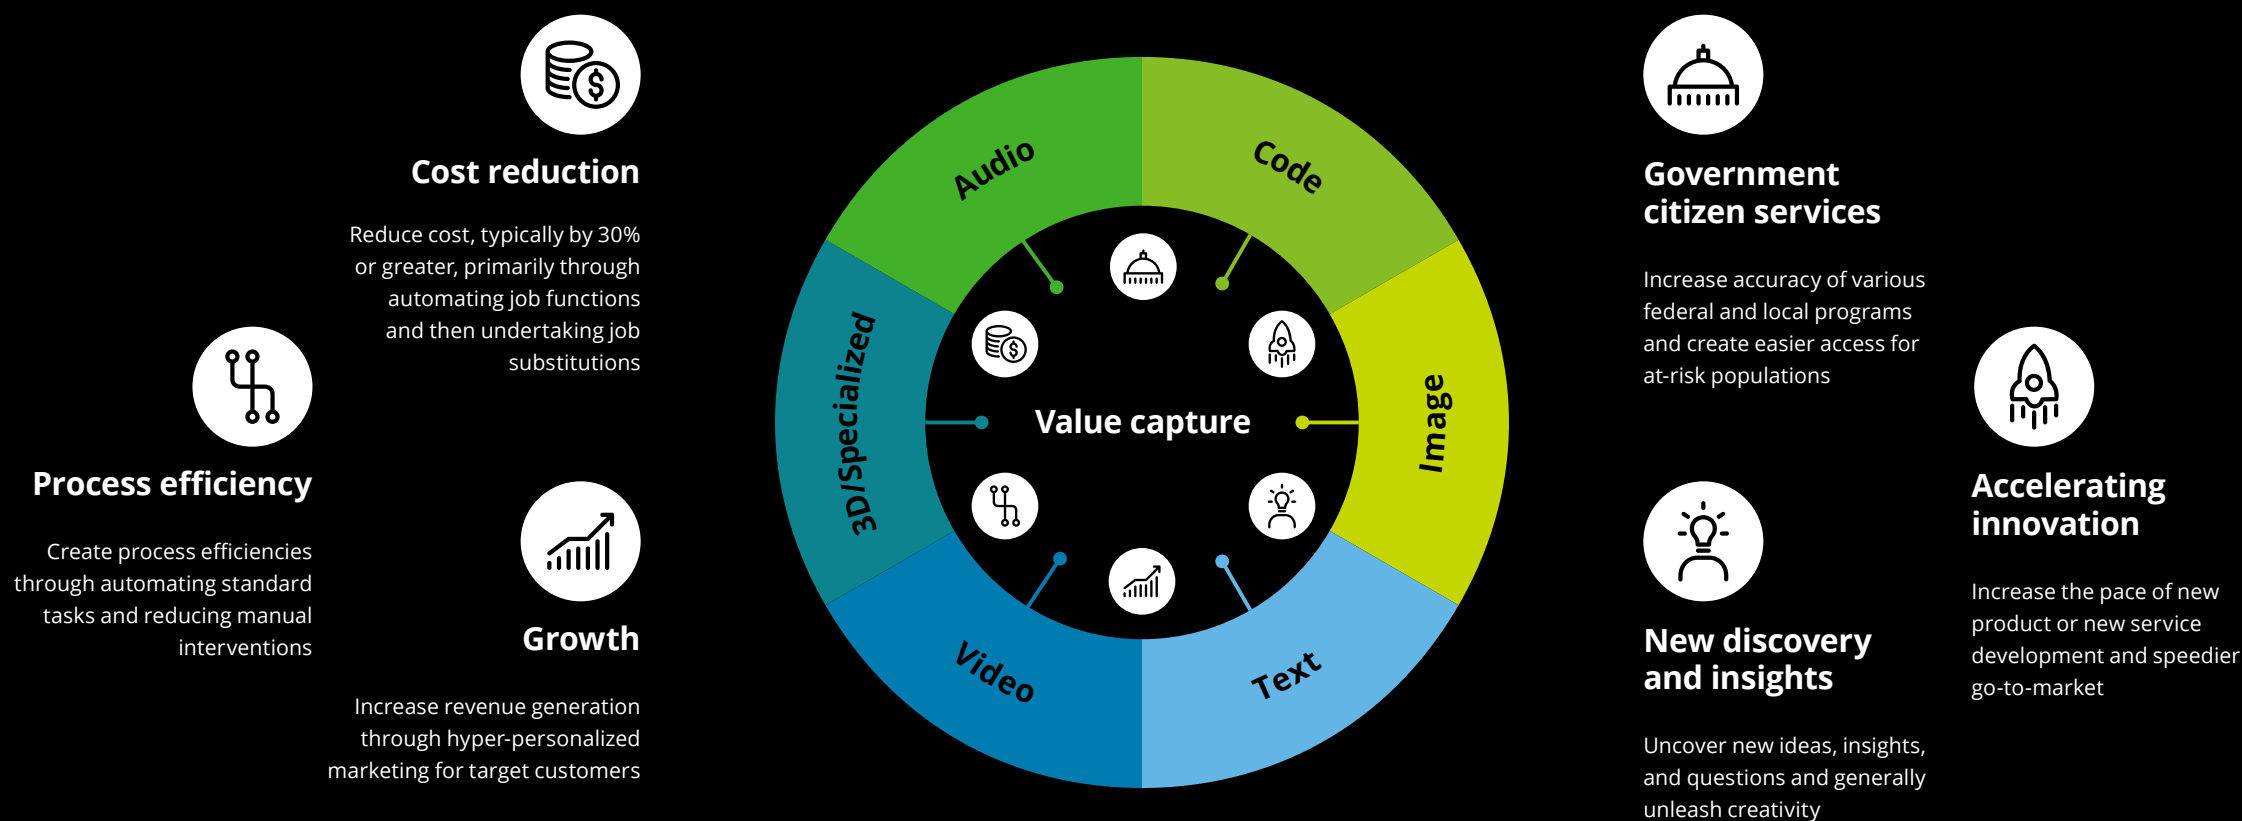 Cost reduction
Reduce cost, typically by 30%
or greater, primarily through
automating job functions
and then undertaking job
substitutions
Process efficiency
Create process efficiencies
through automating standard
tasks and reducing manual
interventions
Growth
Increase revenue generation
through hyper-personalized
marketing for target customers
Audio
Code
3D/Specialized
Value capture
Image
Video
Text
Government
citizen services
Increase accuracy of various
federal and local programs
and create easier access for
at-risk populations
Accelerating
innovation
Increase the pace of new
product or new service
development and speedier
go-to-market
New discovery
and insights
Uncover new ideas, insights,
and questions and generally
unleash creativity